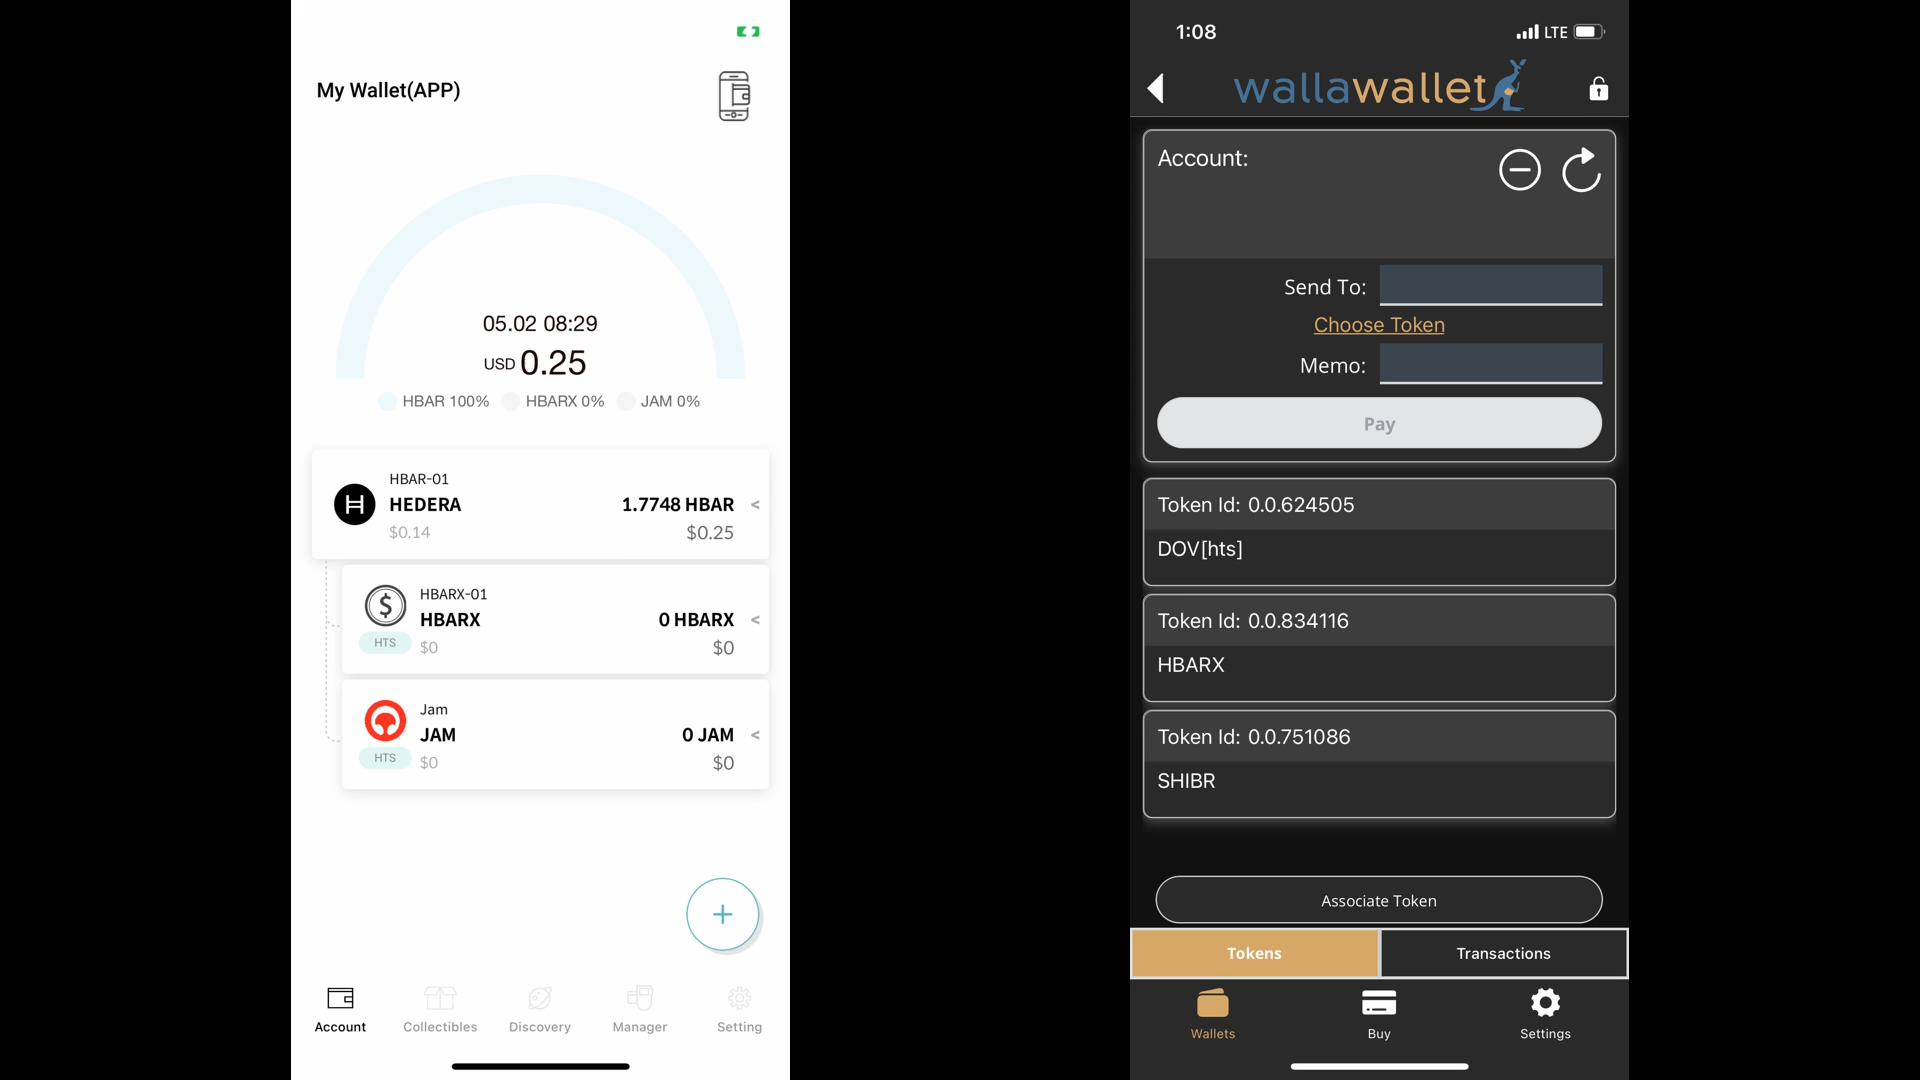 My Wallet(APP)
05.02 08:29
USD 0.25
HBAR 100% HBARX 0% JAM 0%
HBAR-01
HEDERA 1.7748 HBAR <
$0.14 $0.25
HBARX-01
HBARX 0 HBARX <
HTS $0 $0
Jam
JAM 0 JAM <
HTS $0 $0
+
Account Collectibles Discovery Manager Setting
1:08 LTE
wallawallet
Account:
Send To:
Choose Token
Memo:
Pay
Token Id: 0.0.624505
DOV[hts]
Token Id: 0.0.834116
HBARX
Token Id: 0.0.751086
SHIBR
Associate Token
Tokens Transactions
Wallets Buy Settings